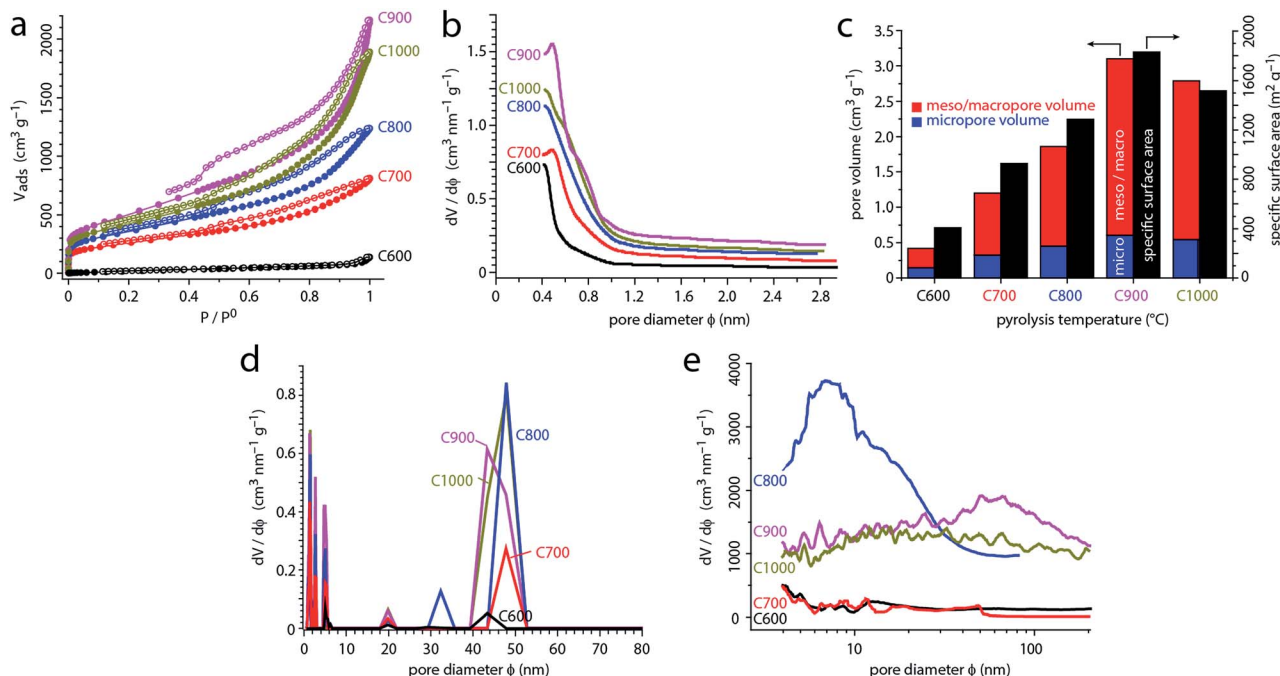 a
C900
C1000
C800
C700
C600
2000
1500
1000
500
0
V_ads (cm³ g⁻¹)
0 0.2 0.4 0.6 0.8 1
P / P⁰
b
C900
C1000
C800
C700
C600
1.5
1.0
0.5
0
dV / dϕ (cm³ nm⁻¹ g⁻¹)
0 0.4 0.8 1.2 1.6 2.0 2.4 2.8
pore diameter ϕ (nm)
c
3.5
3.0
2.5
2.0
1.5
1.0
0.5
0
pore volume (cm³ g⁻¹)
meso/macropore volume
micropore volume
micro
meso / macro
specific surface area
2000
1600
1200
800
400
0
specific surface area (m² g⁻¹)
C600 C700 C800 C900 C1000
pyrolysis temperature (°C)
d
0.8
0.6
0.4
0.2
0
dV / dϕ (cm³ nm⁻¹ g⁻¹)
C900
C800
C1000
C700
C600
0 10 20 30 40 50 60 70 80
pore diameter ϕ (nm)
e
4000
3000
2000
1000
0
dV / dϕ (cm³ nm⁻¹ g⁻¹)
C800
C900
C1000
C700
C600
10 100
pore diameter ϕ (nm)